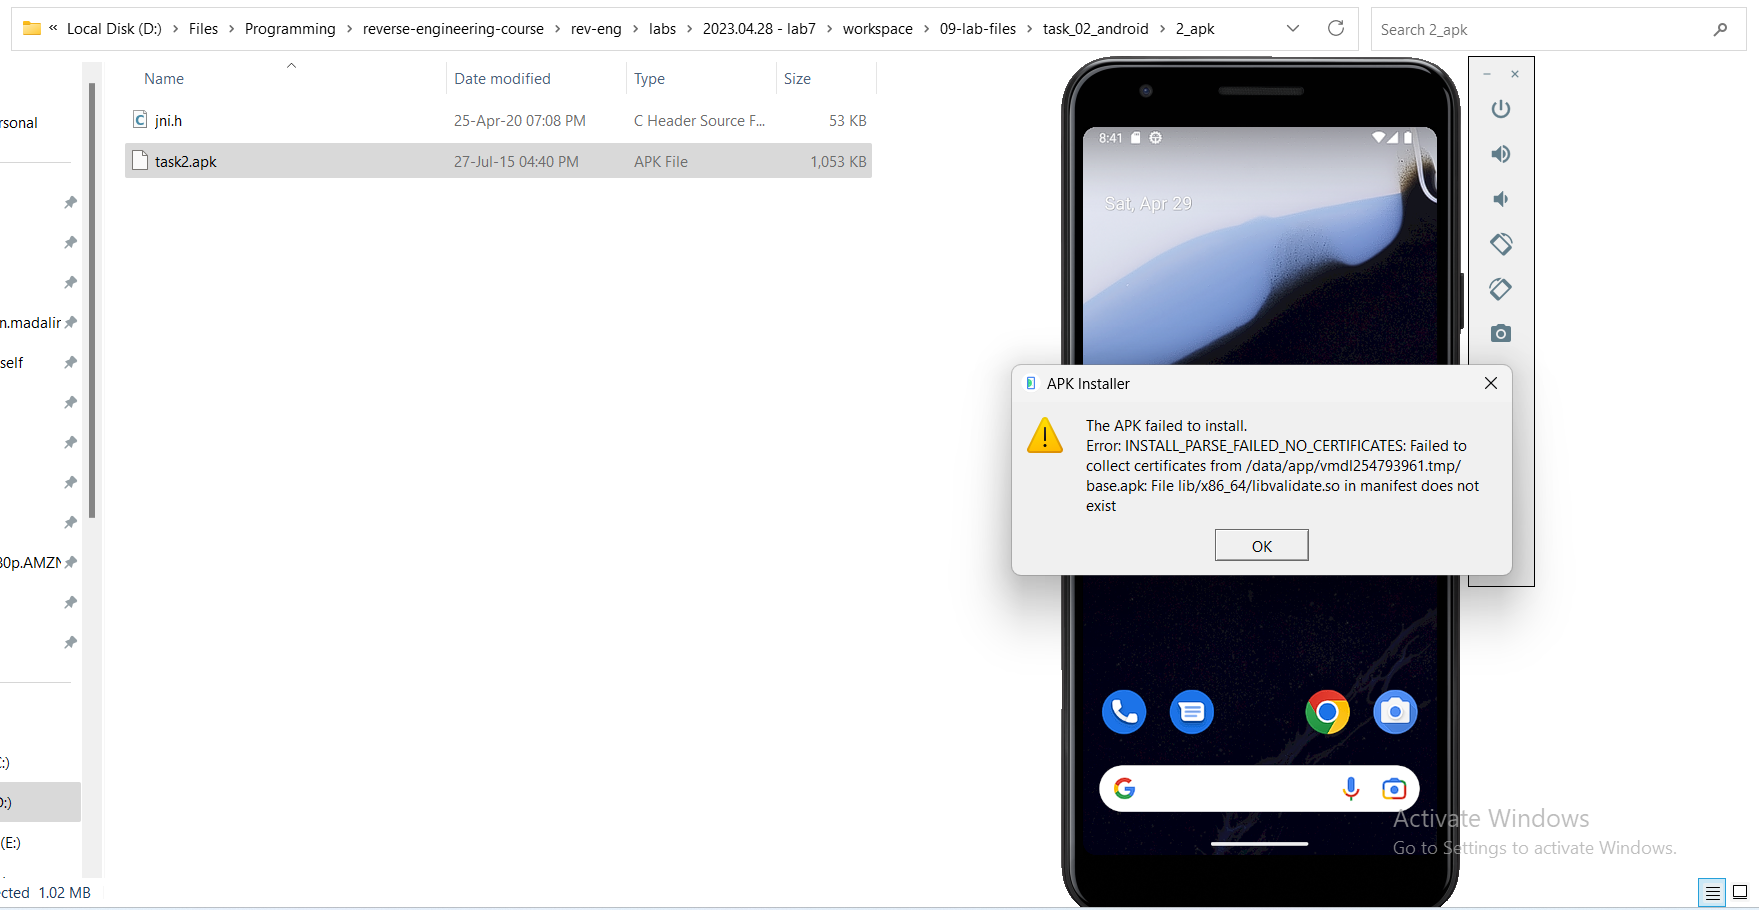 « Local Disk (D:) > Files > Programming > reverse-engineering-course > rev-eng > labs > 2023.04.28 - lab7 > workspace > 09-lab-files > task_02_android > 2_apk
Search 2_apk
Name Date modified Type Size
jni.h 25-Apr-20 07:08 PM C Header Source F... 53 KB
task2.apk 27-Jul-15 04:40 PM APK File 1,053 KB
rsonal
n.madalir
self
30p.AMZN
:)
(E:)
cted 1.02 MB
8:41
Sat, Apr 29
APK Installer
The APK failed to install.
Error: INSTALL_PARSE_FAILED_NO_CERTIFICATES: Failed to
collect certificates from /data/app/vmdl254793961.tmp/
base.apk: File lib/x86_64/libvalidate.so in manifest does not
exist
OK
Activate Windows
Go to Settings to activate Windows.